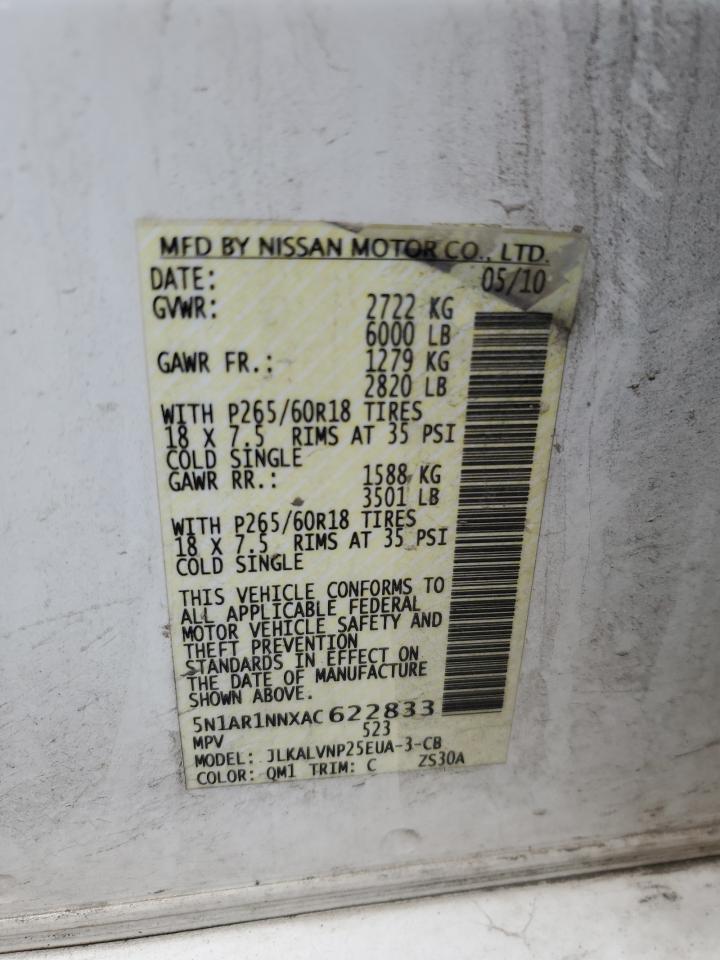 MFD BY NISSAN MOTOR CO., LTD.
DATE: 05/10
GVWR: 2722 KG
6000 LB
GAWR FR.: 1279 KG
2820 LB
WITH P265/60R18 TIRES
18 X 7.5 RIMS AT 35 PSI
COLD SINGLE
GAWR RR.: 1588 KG
3501 LB
WITH P265/60R18 TIRES
18 X 7.5 RIMS AT 35 PSI
COLD SINGLE
THIS VEHICLE CONFORMS TO
ALL APPLICABLE FEDERAL
MOTOR VEHICLE SAFETY AND
THEFT PREVENTION
STANDARDS IN EFFECT ON
THE DATE OF MANUFACTURE
SHOWN ABOVE.
5N1AR1NNXAC622833
MPV 523
MODEL: JLKALVNP25EUA-3-CB
COLOR: QM1 TRIM: C ZS30A